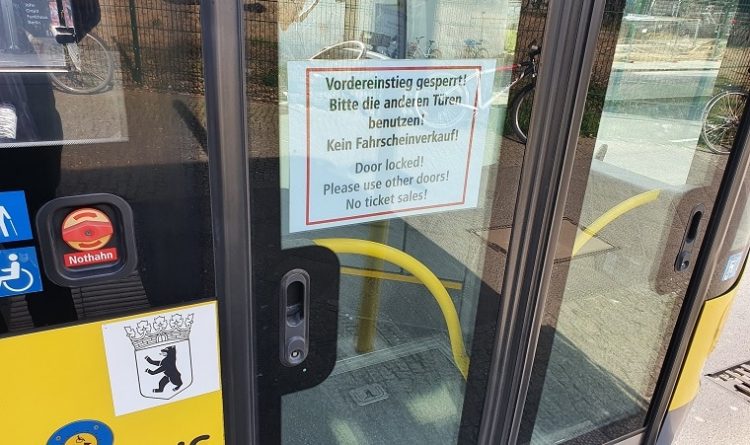 Vordereinstieg gesperrt!
Bitte die anderen Türen
benutzen!
Kein Fahrscheinverkauf!
Door locked!
Please use other doors!
No ticket sales!
Nothahn